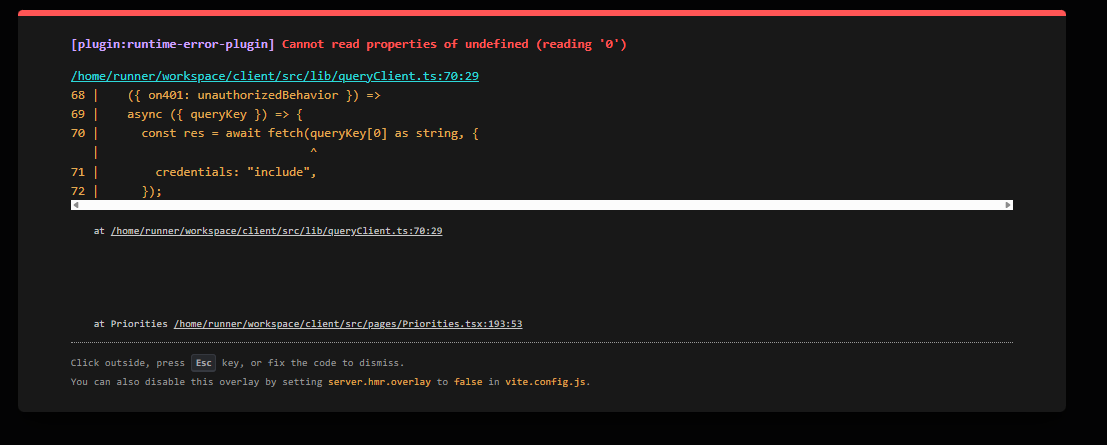 [plugin:runtime-error-plugin] Cannot read properties of undefined (reading '0')
/home/runner/workspace/client/src/lib/queryClient.ts:70:29
68 |    ({ on401: unauthorizedBehavior }) =>
69 |    async ({ queryKey }) => {
70 |      const res = await fetch(queryKey[0] as string, {
   |                              ^
71 |        credentials: "include",
72 |      });
at /home/runner/workspace/client/src/lib/queryClient.ts:70:29
at Priorities /home/runner/workspace/client/src/pages/Priorities.tsx:193:53
Click outside, press Esc key, or fix the code to dismiss.
You can also disable this overlay by setting server.hmr.overlay to false in vite.config.js.